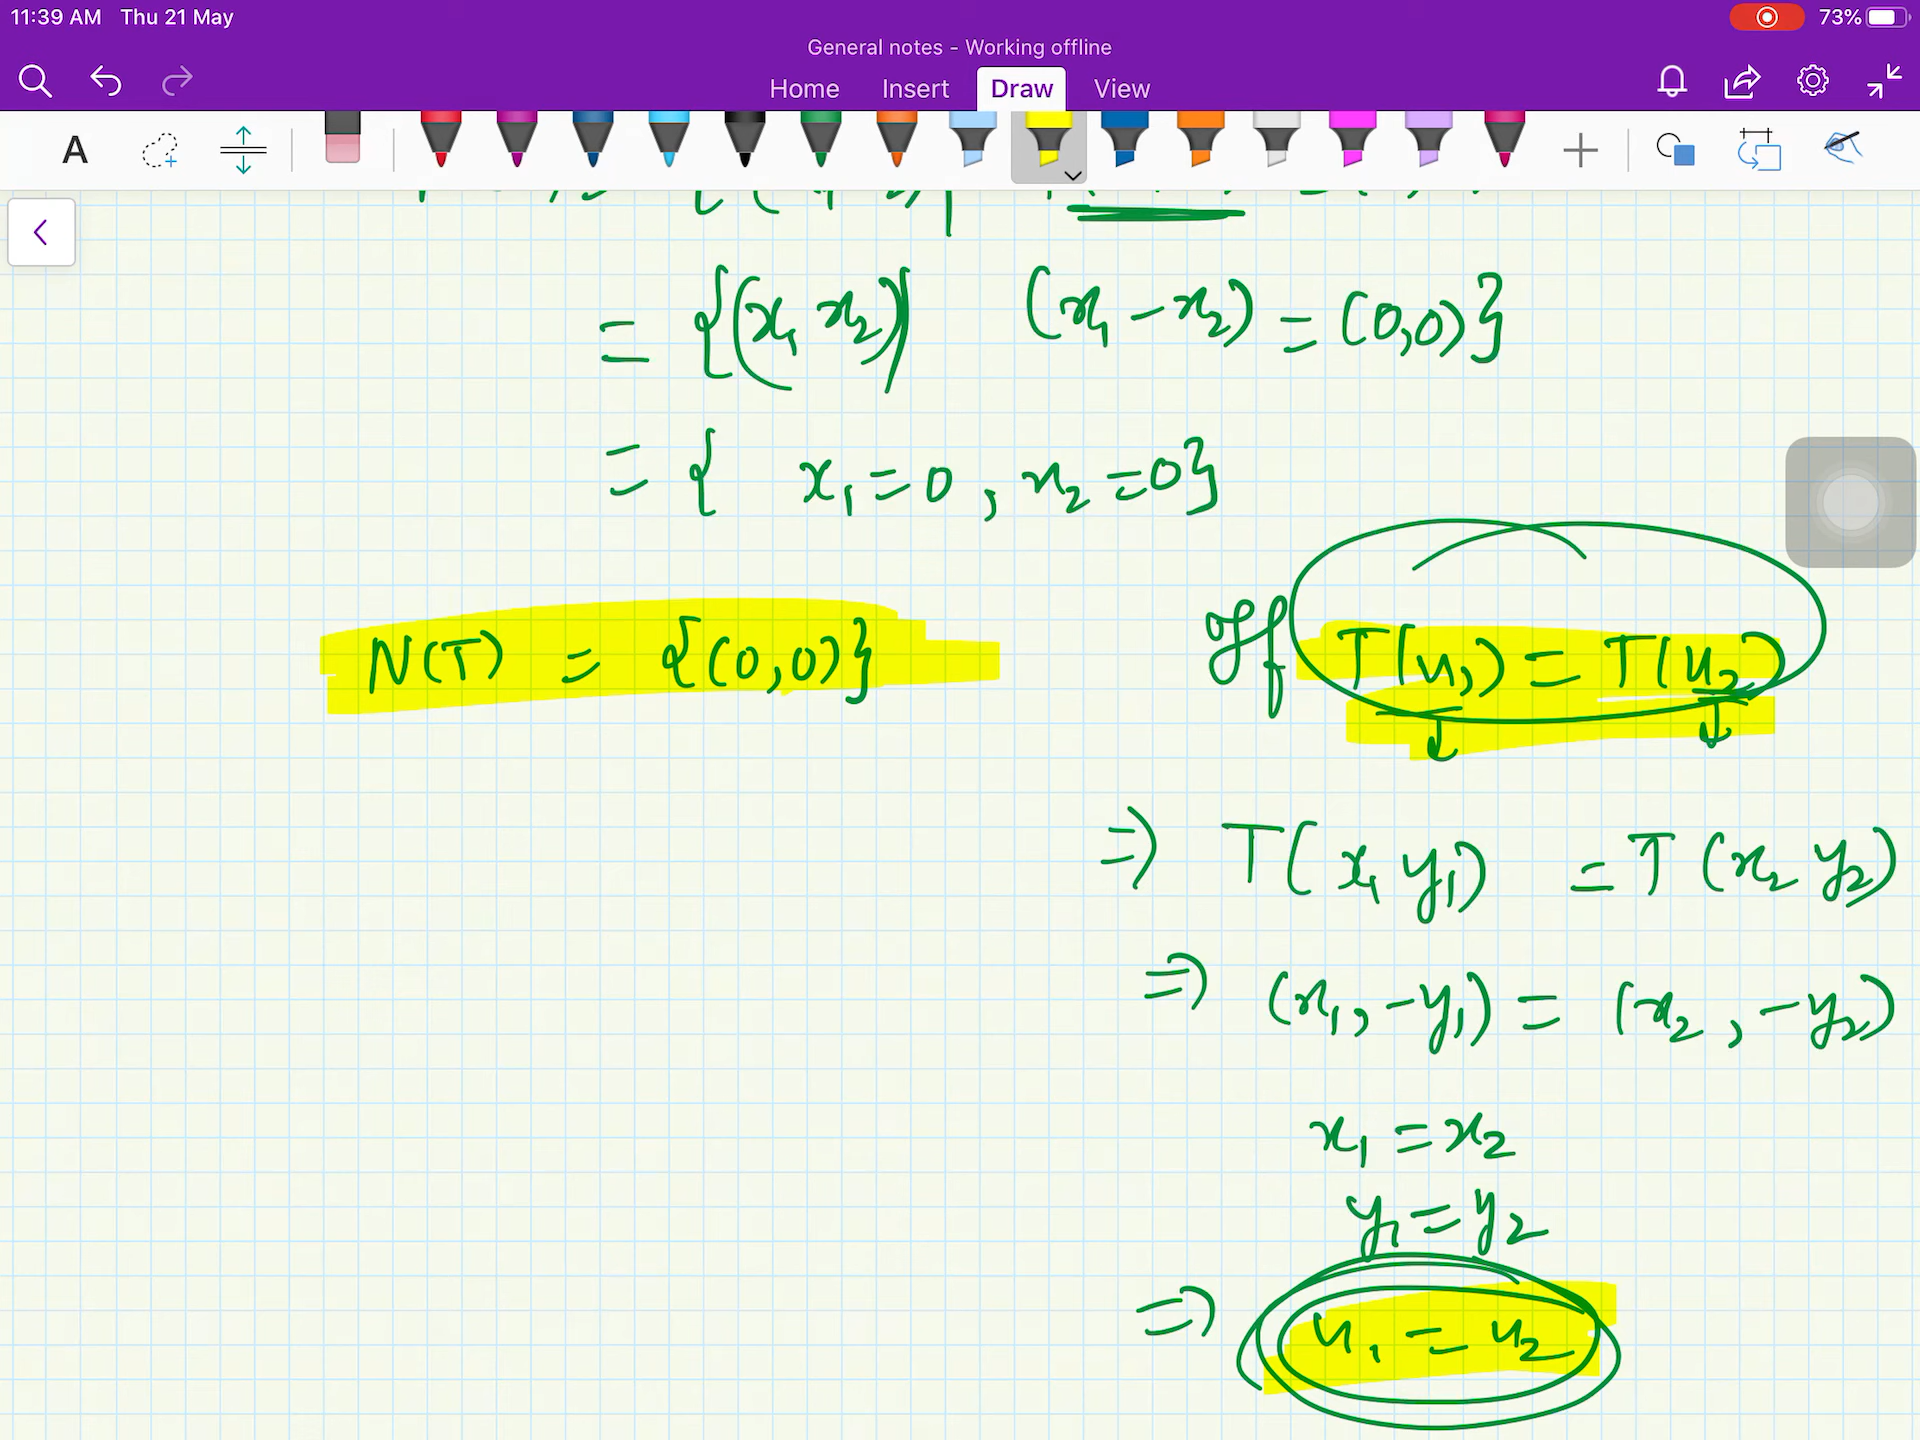 11:39 AM Thu 21 May
73%
General notes - Working offline
Home Insert Draw View
A
= {(x₁ x₂)| (x₁ -x₂) = (0,0)}
= { x₁ = 0 , x₂ = 0}
N(T) = {(0,0)}
If T(u₁) = T(u₂)
=> T( x₁ y₁) = T (x₂ y₂)
=> (x₁, -y₁) = (x₂ , -y₂)
x₁ = x₂
y₁ = y₂
=> u₁ = u₂